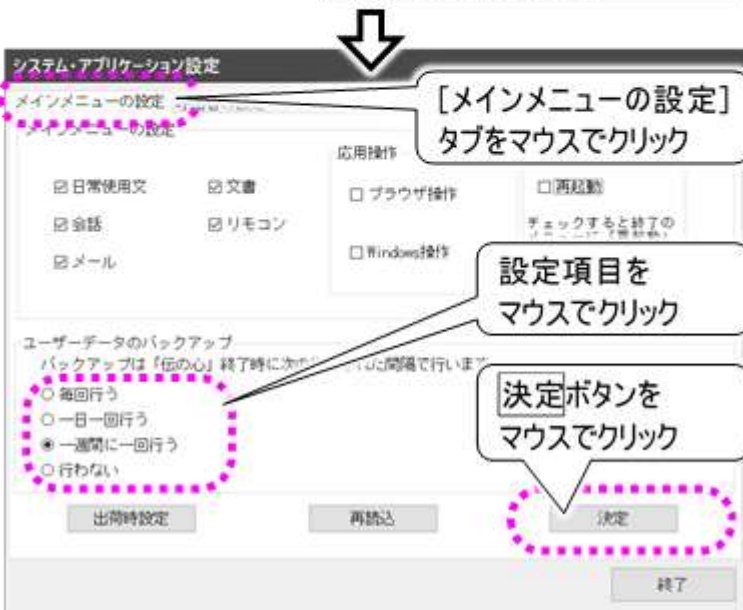 システム・アプリケーション設定
メインメニューの設定
[メインメニューの設定]
タブをマウスでクリック
メインメニューの設定
応用操作
☑日常使用文
☑文書
□ ブラウザ操作
□再起動
☑会話
☑リモコン
チェックすると終了の
□Windows操作
☑メール
設定項目を
マウスでクリック
ユーザーデータのバックアップ
バックアップは「伝の心」終了時に次の
た間隔で行います
○ 毎回行う
○ 一日一回行う
◉ 一週間に一回行う
○ 行わない
決定ボタンを
マウスでクリック
出荷時設定
再読込
決定
終了